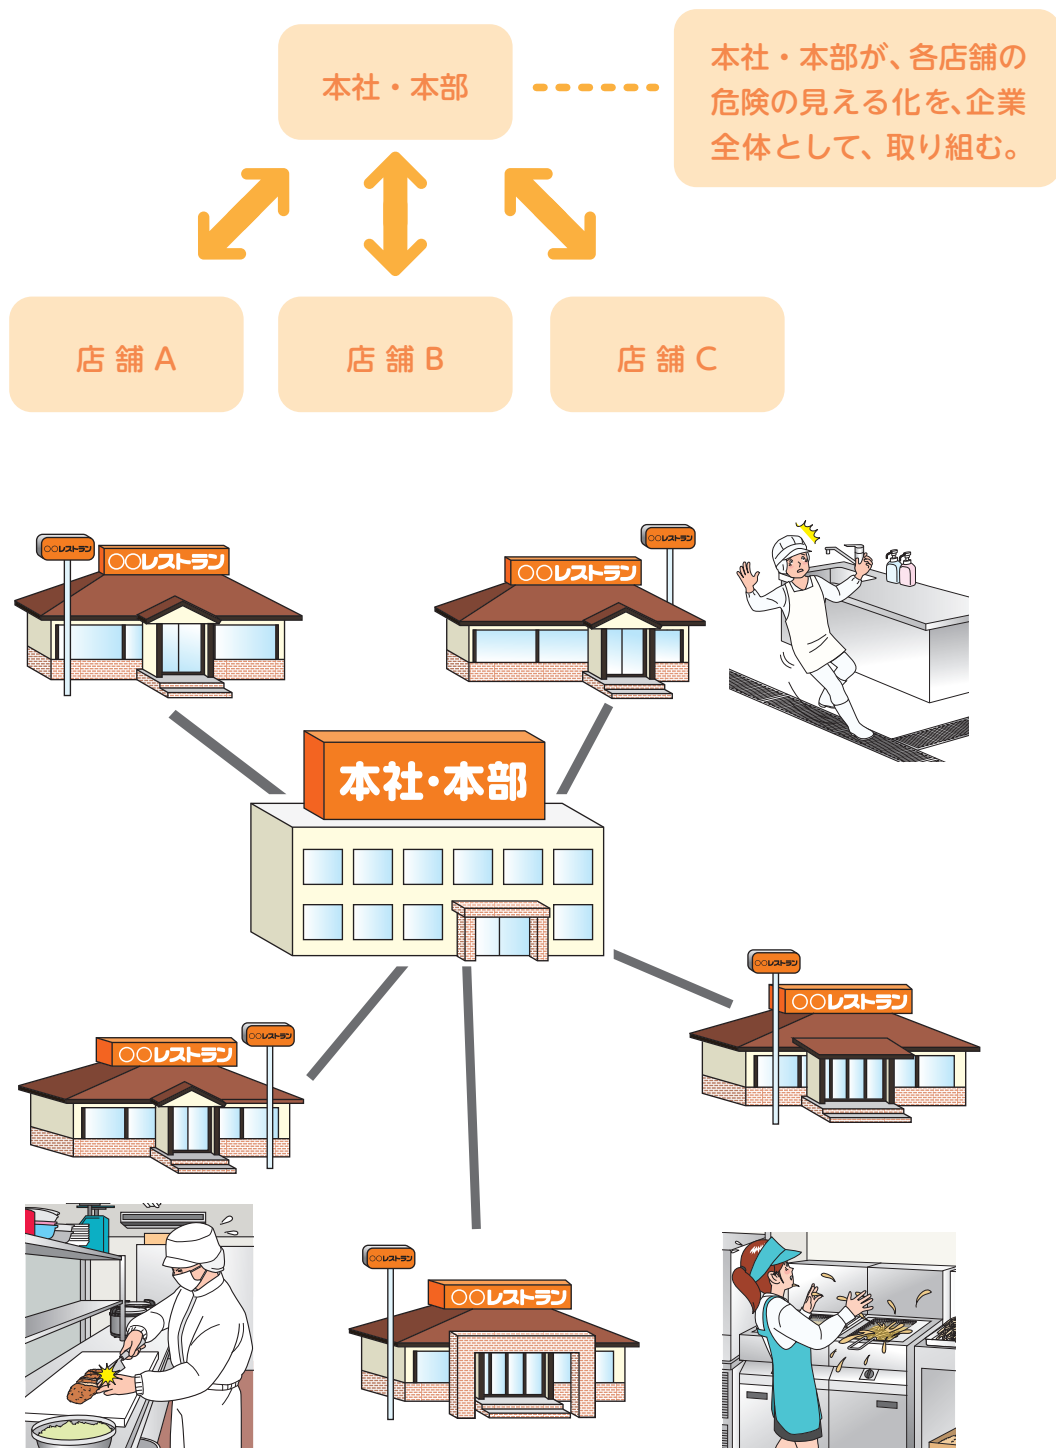 本社・本部
本社・本部が、各店舗の
危険の見える化を、企業
全体として、取り組む。
店舗A
店舗B
店舗C
○○レストラン
○○レストラン
○○レストラン
○○レストラン
本社・本部
○○レストラン
○○レストラン
○○レストラン
○○レストラン
○○レストラン
○○レストラン